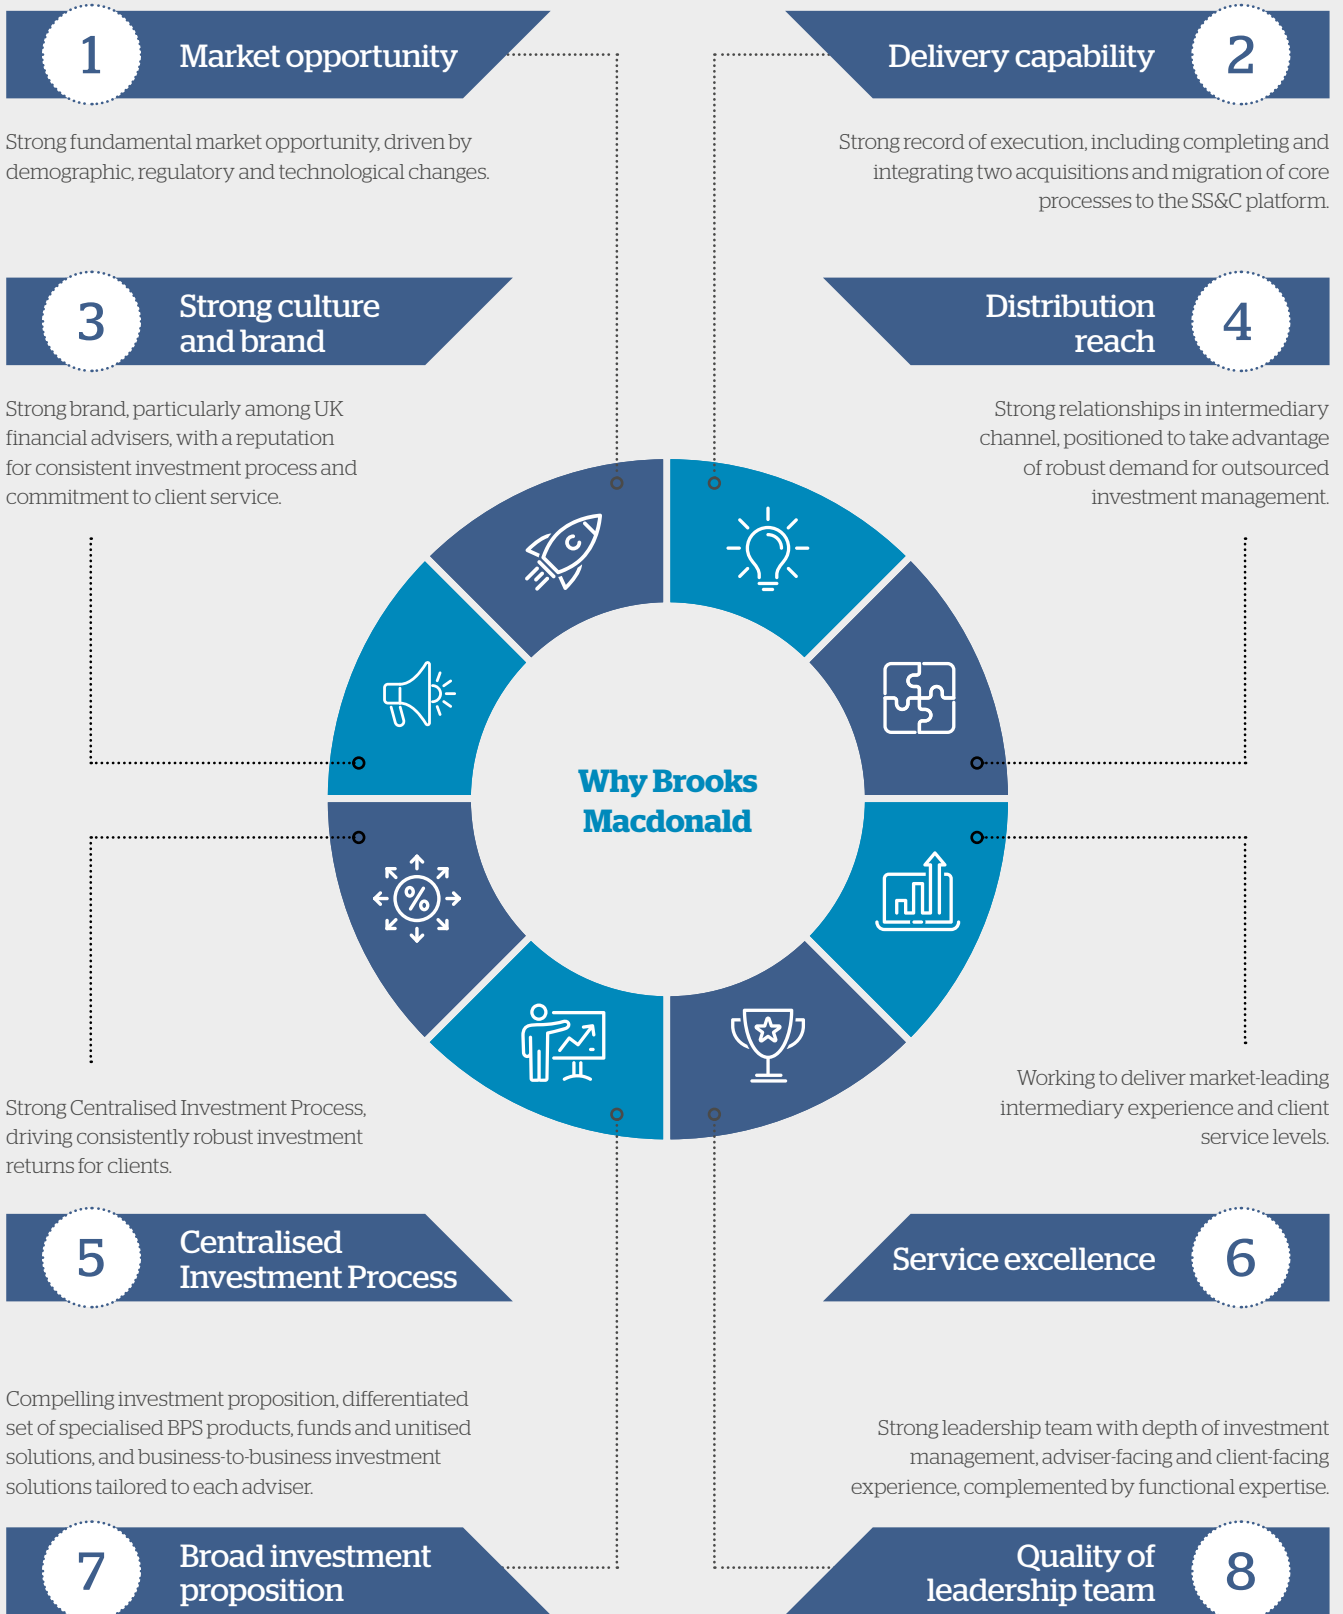 1
Market opportunity
Strong fundamental market opportunity, driven by
demographic, regulatory and technological changes.
Delivery capability
2
Strong record of execution, including completing and
integrating two acquisitions and migration of core
processes to the SS&C platform.
3
Strong culture
and brand
Strong brand, particularly among UK
financial advisers, with a reputation
for consistent investment process and
commitment to client service.
Distribution
reach
4
Strong relationships in intermediary
channel, positioned to take advantage
of robust demand for outsourced
investment management.
C
Why Brooks
Macdonald
%
Strong Centralised Investment Process,
driving consistently robust investment
returns for clients.
5
Centralised
Investment Process
Working to deliver market-leading
intermediary experience and client
service levels.
Service excellence
6
Compelling investment proposition, differentiated
set of specialised BPS products, funds and unitised
solutions, and business-to-business investment
solutions tailored to each adviser.
7
Broad investment
proposition
Strong leadership team with depth of investment
management, adviser-facing and client-facing
experience, complemented by functional expertise.
Quality of
leadership team
8